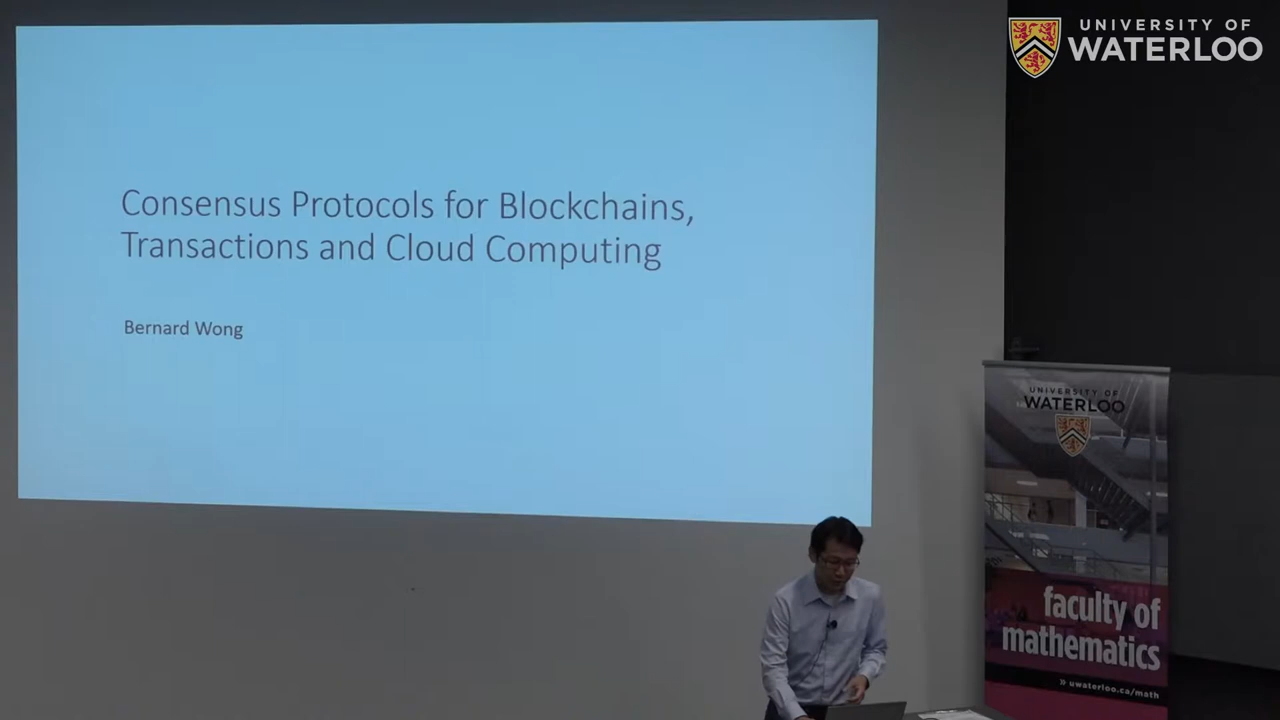 UNIVERSITY OF
WATERLOO
Consensus Protocols for Blockchains,
Transactions and Cloud Computing
Bernard Wong
UNIVERSITY OF
WATERLOO
faculty of
mathematics
» uwaterloo.ca/math